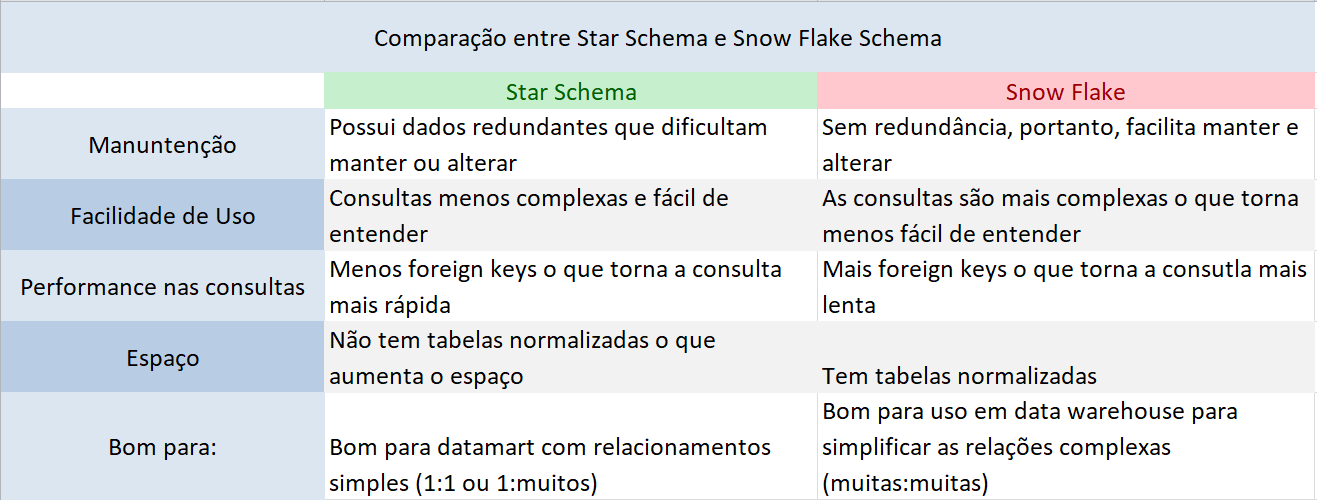 Comparação entre Star Schema e Snow Flake Schema
Star Schema
Snow Flake
Manuntenção
Possui dados redundantes que dificultam
manter ou alterar
Sem redundância, portanto, facilita manter e
alterar
Facilidade de Uso
Consultas menos complexas e fácil de
entender
As consultas são mais complexas o que torna
menos fácil de entender
Performance nas consultas
Menos foreign keys o que torna a consulta
mais rápida
Mais foreign keys o que torna a consutla mais
lenta
Espaço
Não tem tabelas normalizadas o que
aumenta o espaço
Tem tabelas normalizadas
Bom para:
Bom para datamart com relacionamentos
simples (1:1 ou 1:muitos)
Bom para uso em data warehouse para
simplificar as relações complexas
(muitas:muitas)